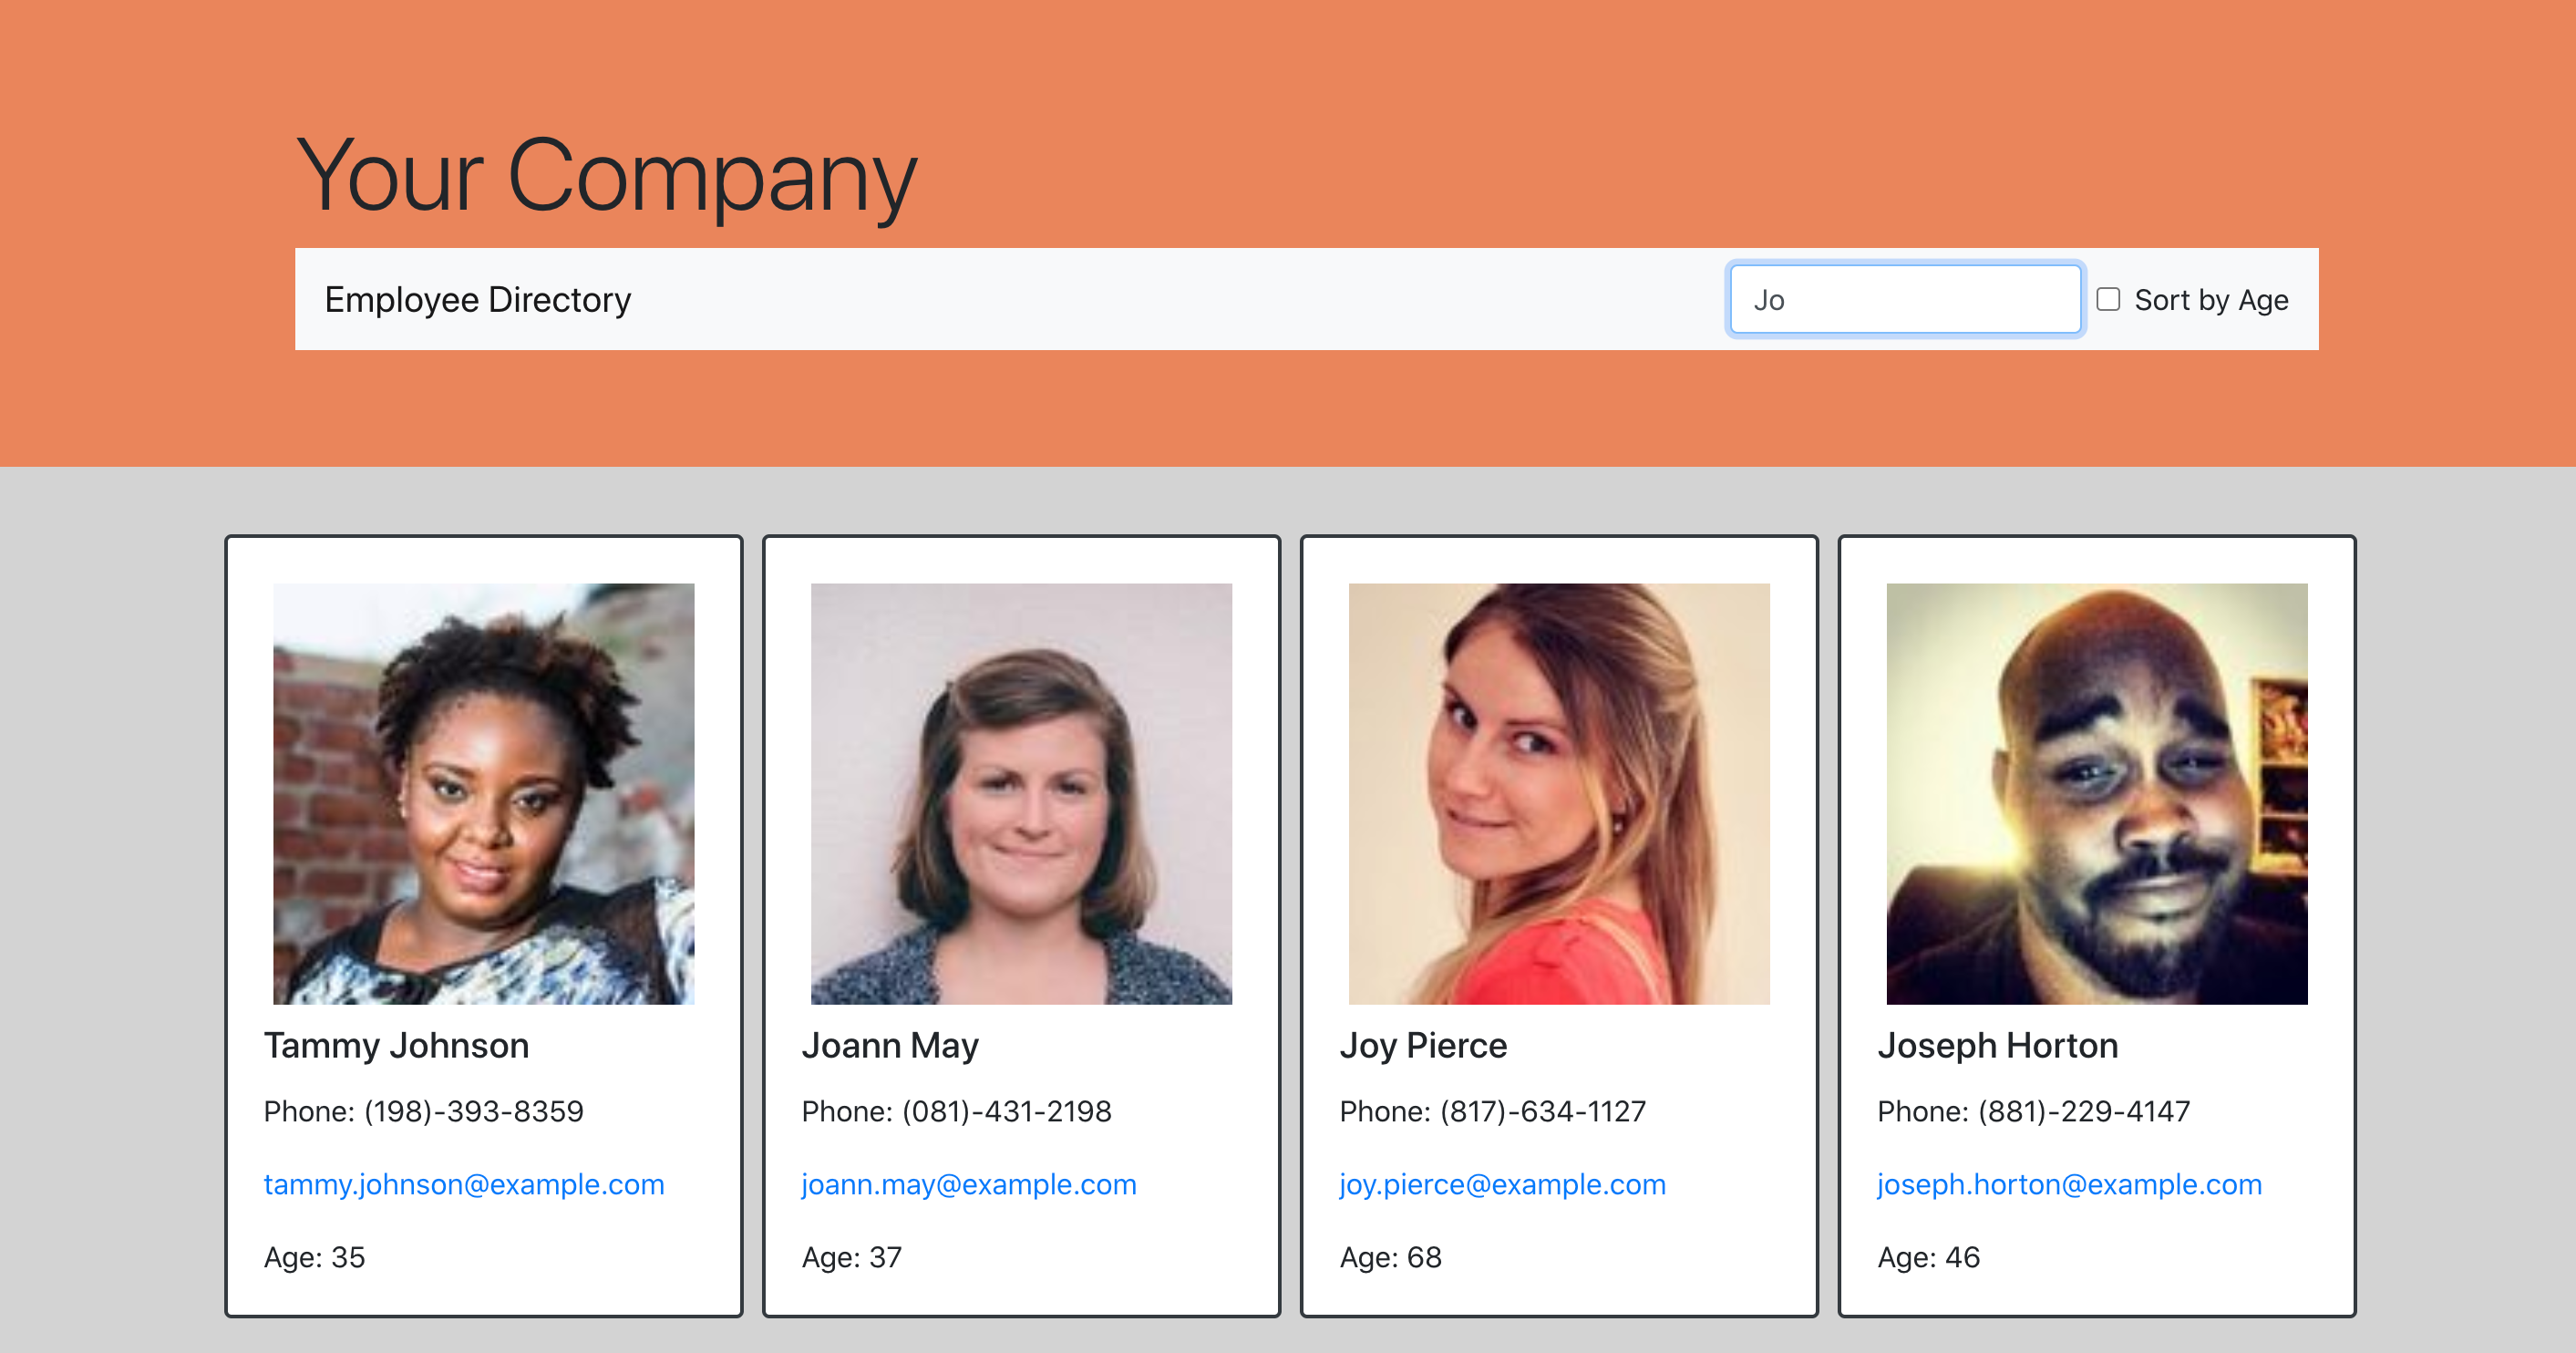 Your Company
Employee Directory
Jo
Sort by Age
Tammy Johnson
Phone: (198)-393-8359
tammy.johnson@example.com
Age: 35
Joann May
Phone: (081)-431-2198
joann.may@example.com
Age: 37
Joy Pierce
Phone: (817)-634-1127
joy.pierce@example.com
Age: 68
Joseph Horton
Phone: (881)-229-4147
joseph.horton@example.com
Age: 46